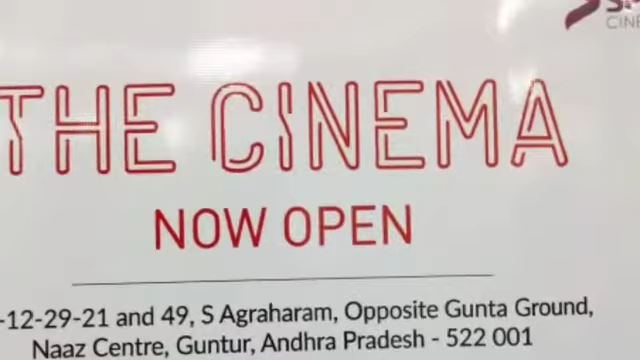 CINE
THE CINEMA
NOW OPEN
-12-29-21 and 49, S Agraharam, Opposite Gunta Ground,
Naaz Centre, Guntur, Andhra Pradesh - 522 001